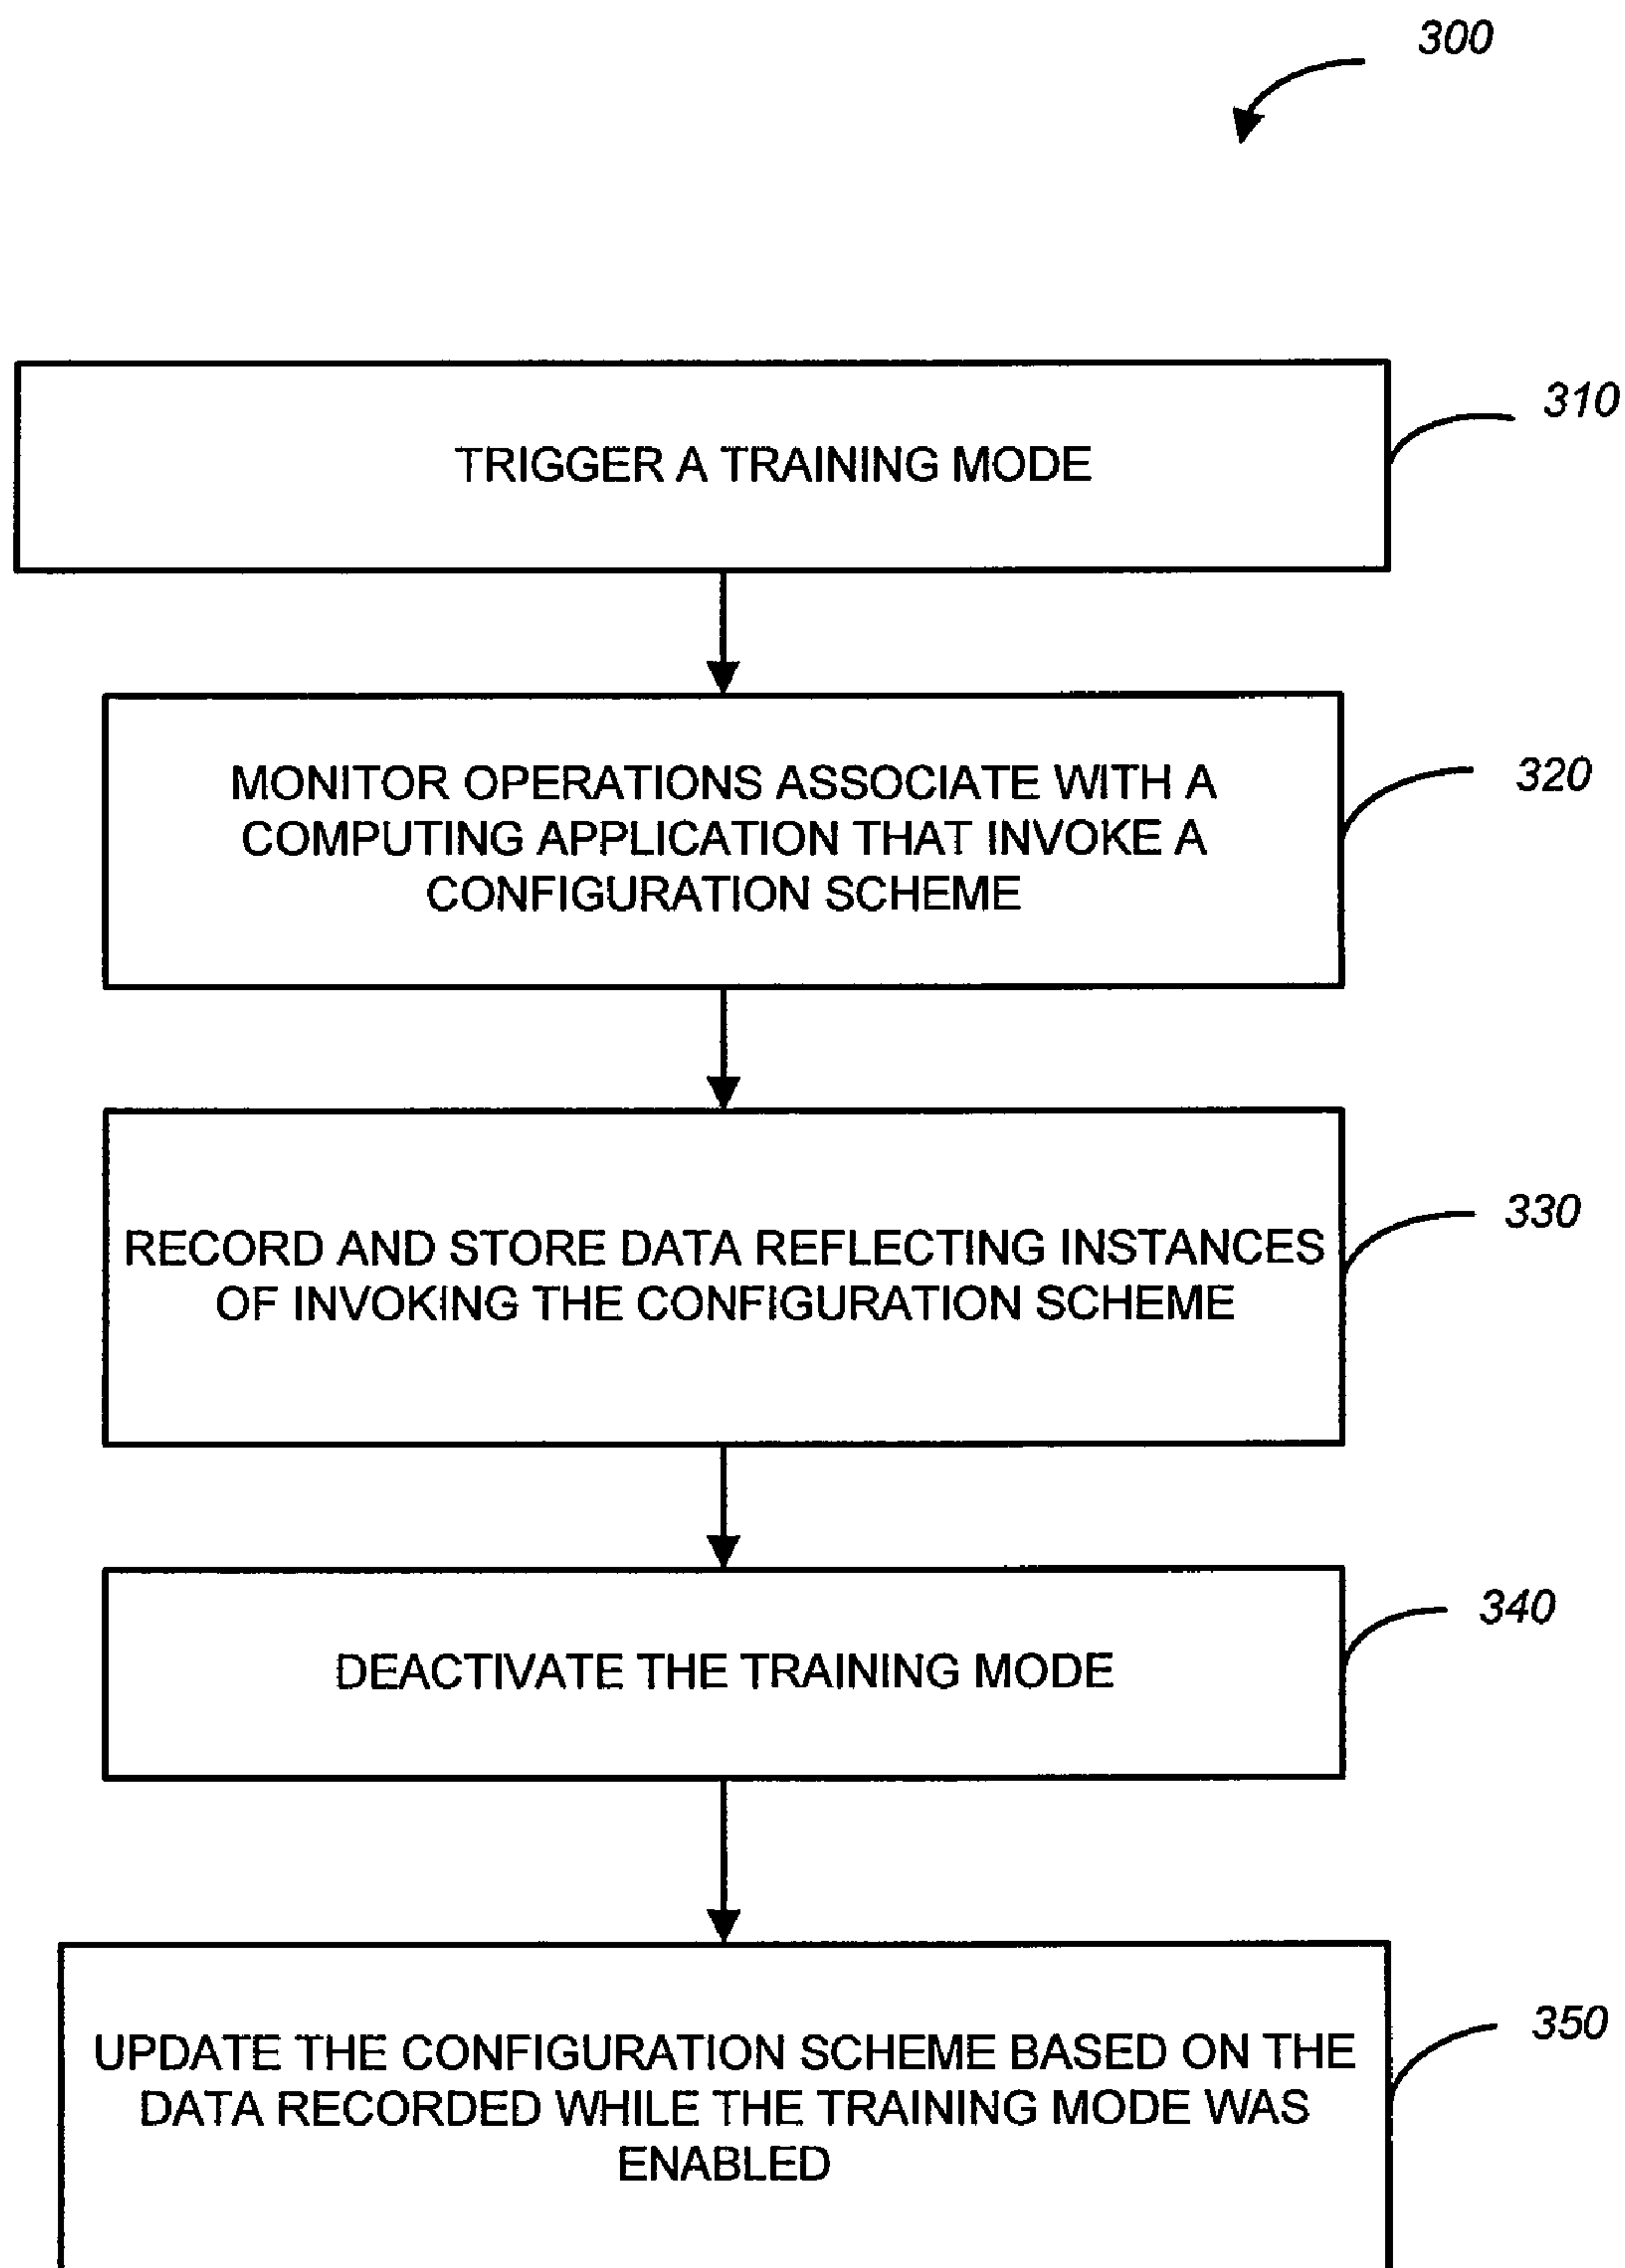 300
TRIGGER A TRAINING MODE
310
MONITOR OPERATIONS ASSOCIATE WITH A
COMPUTING APPLICATION THAT INVOKE A
CONFIGURATION SCHEME
320
RECORD AND STORE DATA REFLECTING INSTANCES
OF INVOKING THE CONFIGURATION SCHEME
330
DEACTIVATE THE TRAINING MODE
340
UPDATE THE CONFIGURATION SCHEME BASED ON THE
DATA RECORDED WHILE THE TRAINING MODE WAS
ENABLED
350